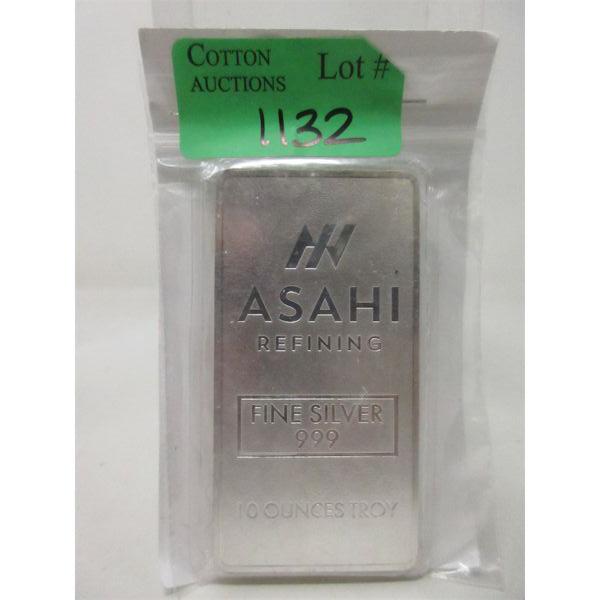 COTTON AUCTIONS Lot #
1132
ASAHI
REFINING
FINE SILVER
999
10 OUNCES TROY